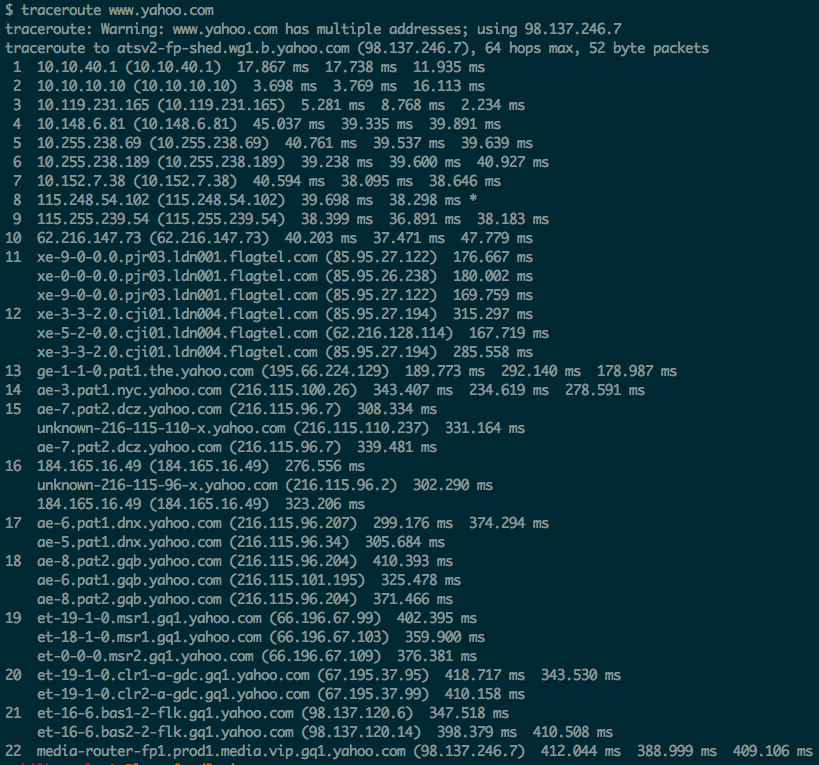 $ traceroute www.yahoo.com
traceroute: Warning: www.yahoo.com has multiple addresses; using 98.137.246.7
traceroute to atsv2-fp-shed.wg1.b.yahoo.com (98.137.246.7), 64 hops max, 52 byte packets
1 10.10.40.1 (10.10.40.1) 17.867 ms 17.738 ms 11.935 ms
2 10.10.10.10 (10.10.10.10) 3.698 ms 3.769 ms 16.113 ms
3 10.119.231.165 (10.119.231.165) 5.281 ms 8.768 ms 2.234 ms
4 10.148.6.81 (10.148.6.81) 45.037 ms 39.335 ms 39.891 ms
5 10.255.238.69 (10.255.238.69) 40.761 ms 39.537 ms 39.639 ms
6 10.255.238.189 (10.255.238.189) 39.238 ms 39.600 ms 40.927 ms
7 10.152.7.38 (10.152.7.38) 40.594 ms 38.095 ms 38.646 ms
8 115.248.54.102 (115.248.54.102) 39.698 ms 38.298 ms *
9 115.255.239.54 (115.255.239.54) 38.399 ms 36.891 ms 38.183 ms
10 62.216.147.73 (62.216.147.73) 40.203 ms 37.471 ms 47.779 ms
11 xe-9-0-0.0.pjr03.ldn001.flagtel.com (85.95.27.122) 176.667 ms
xe-0-0-0.0.pjr03.ldn001.flagtel.com (85.95.26.238) 180.002 ms
xe-9-0-0.0.pjr03.ldn001.flagtel.com (85.95.27.122) 169.759 ms
12 xe-3-3-2.0.cji01.ldn004.flagtel.com (85.95.27.194) 315.297 ms
xe-5-2-0.0.cji01.ldn004.flagtel.com (62.216.128.114) 167.719 ms
xe-3-3-2.0.cji01.ldn004.flagtel.com (85.95.27.194) 285.558 ms
13 ge-1-1-0.pat1.the.yahoo.com (195.66.224.129) 189.773 ms 292.140 ms 178.987 ms
14 ae-3.pat1.nyc.yahoo.com (216.115.100.26) 343.407 ms 234.619 ms 278.591 ms
15 ae-7.pat2.dcz.yahoo.com (216.115.96.7) 308.334 ms
unknown-216-115-110-x.yahoo.com (216.115.110.237) 331.164 ms
ae-7.pat2.dcz.yahoo.com (216.115.96.7) 339.481 ms
16 184.165.16.49 (184.165.16.49) 276.556 ms
unknown-216-115-96-x.yahoo.com (216.115.96.2) 302.290 ms
184.165.16.49 (184.165.16.49) 323.206 ms
17 ae-6.pat1.dnx.yahoo.com (216.115.96.207) 299.176 ms 374.294 ms
ae-5.pat1.dnx.yahoo.com (216.115.96.34) 305.684 ms
18 ae-8.pat2.gqb.yahoo.com (216.115.96.204) 410.393 ms
ae-6.pat1.gqb.yahoo.com (216.115.101.195) 325.478 ms
ae-8.pat2.gqb.yahoo.com (216.115.96.204) 371.466 ms
19 et-19-1-0.msr1.gq1.yahoo.com (66.196.67.99) 402.395 ms
et-18-1-0.msr1.gq1.yahoo.com (66.196.67.103) 359.900 ms
et-0-0-0.msr2.gq1.yahoo.com (66.196.67.109) 376.381 ms
20 et-19-1-0.clr1-a-gdc.gq1.yahoo.com (67.195.37.95) 418.717 ms 343.530 ms
et-19-1-0.clr2-a-gdc.gq1.yahoo.com (67.195.37.99) 410.158 ms
21 et-16-6.bas1-2-flk.gq1.yahoo.com (98.137.120.6) 347.518 ms
et-16-6.bas2-2-flk.gq1.yahoo.com (98.137.120.14) 398.379 ms 410.508 ms
22 media-router-fp1.prod1.media.vip.gq1.yahoo.com (98.137.246.7) 412.044 ms 388.999 ms 409.106 ms